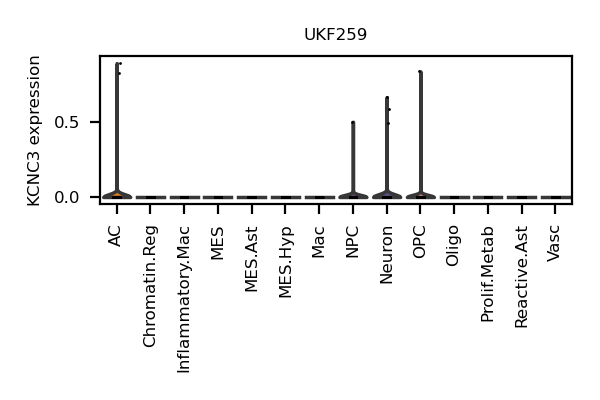 UKF259
KCNC3 expression
0.5
0.0
AC
Chromatin.Reg
Inflammatory.Mac
MES
MES.Ast
MES.Hyp
Mac
NPC
Neuron
OPC
Oligo
Prolif.Metab
Reactive.Ast
Vasc